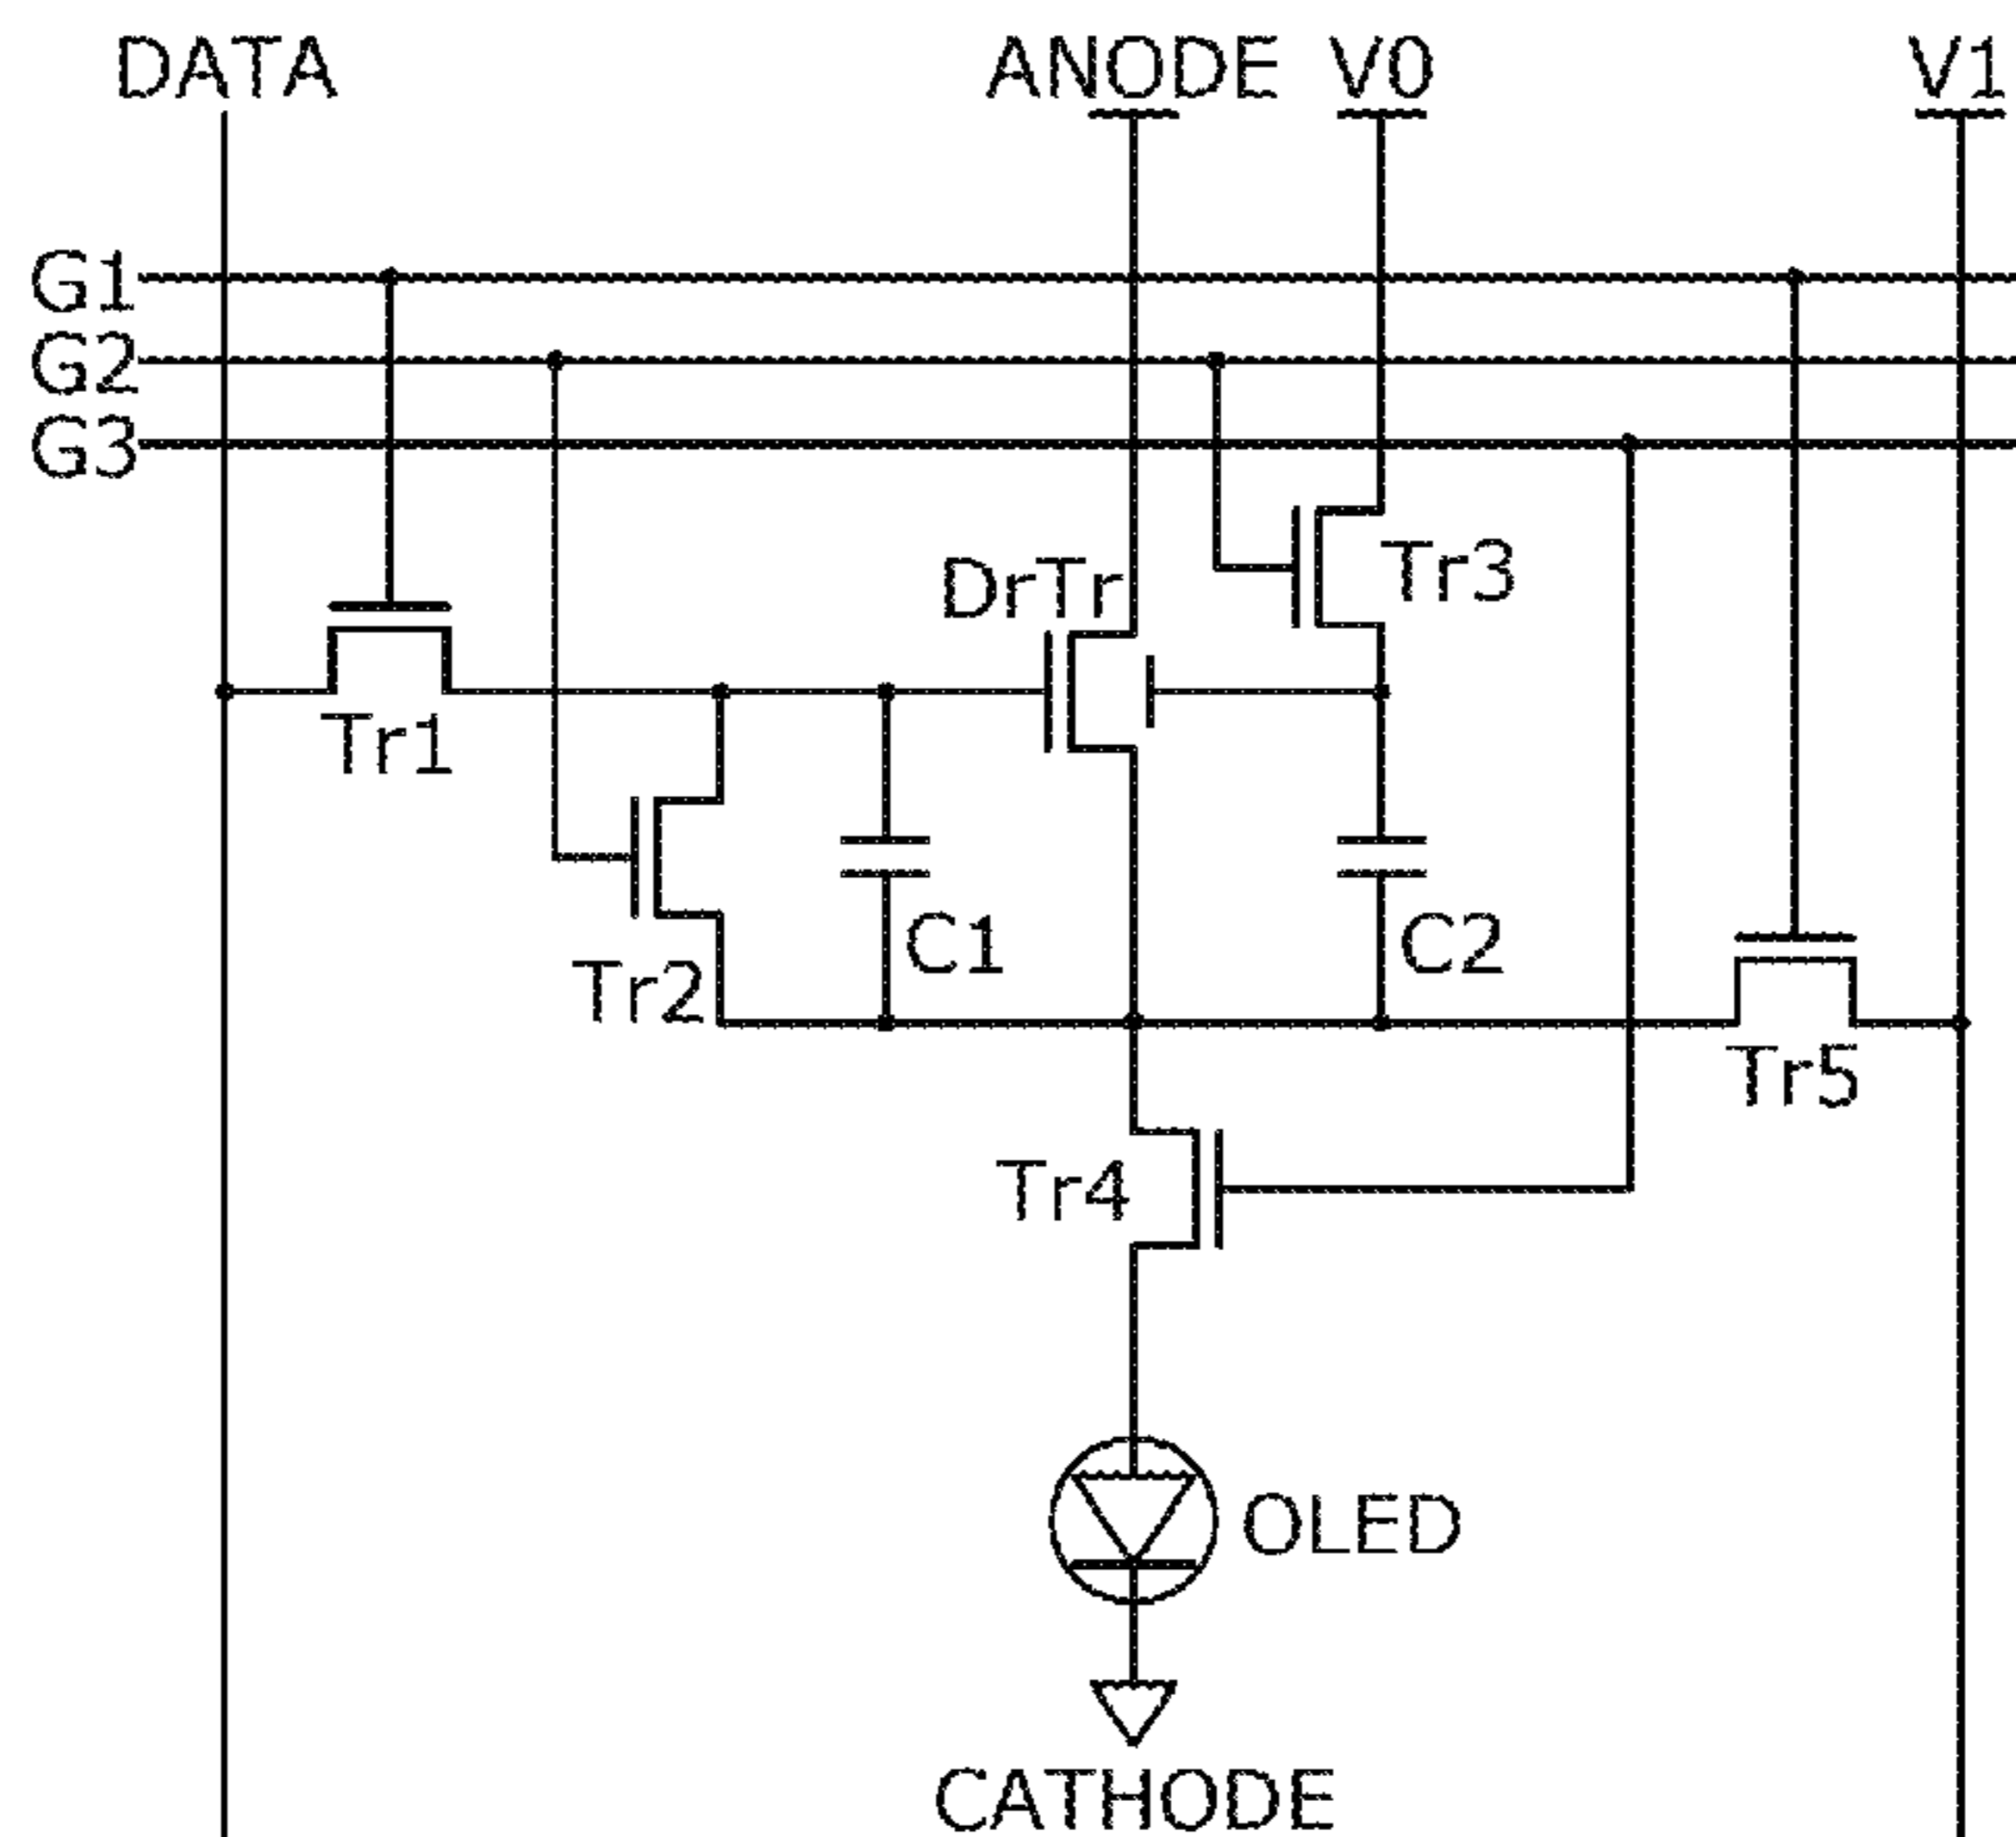 DATA
ANODE
V0
V1
G1
G2
G3
DrTr
Tr3
Tr1
C1
C2
Tr2
Tr5
Tr4
OLED
CATHODE